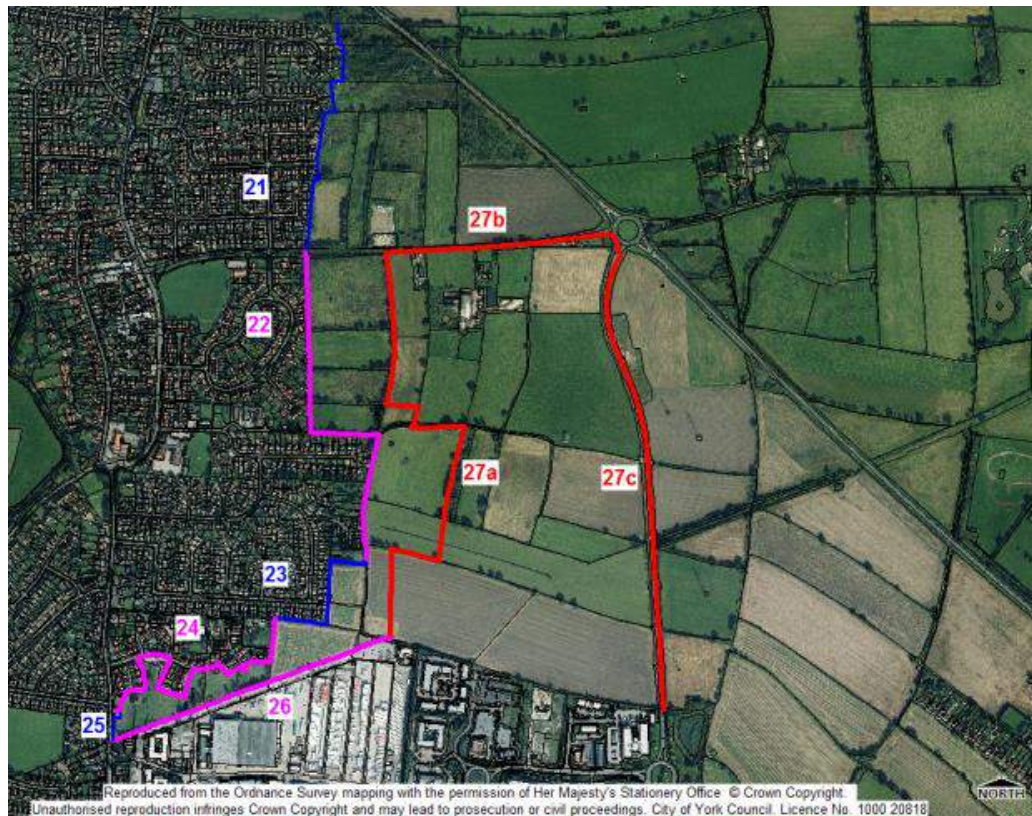 21
27b
22
27a
27c
23
24
25
26
NORTH
Reproduced from the Ordnance Survey mapping with the permission of Her Majesty's Stationery Office © Crown Copyright.
Unauthorised reproduction infringes Crown Copyright and may lead to prosecution or civil proceedings. City of York Council. Licence No. 1000 20818